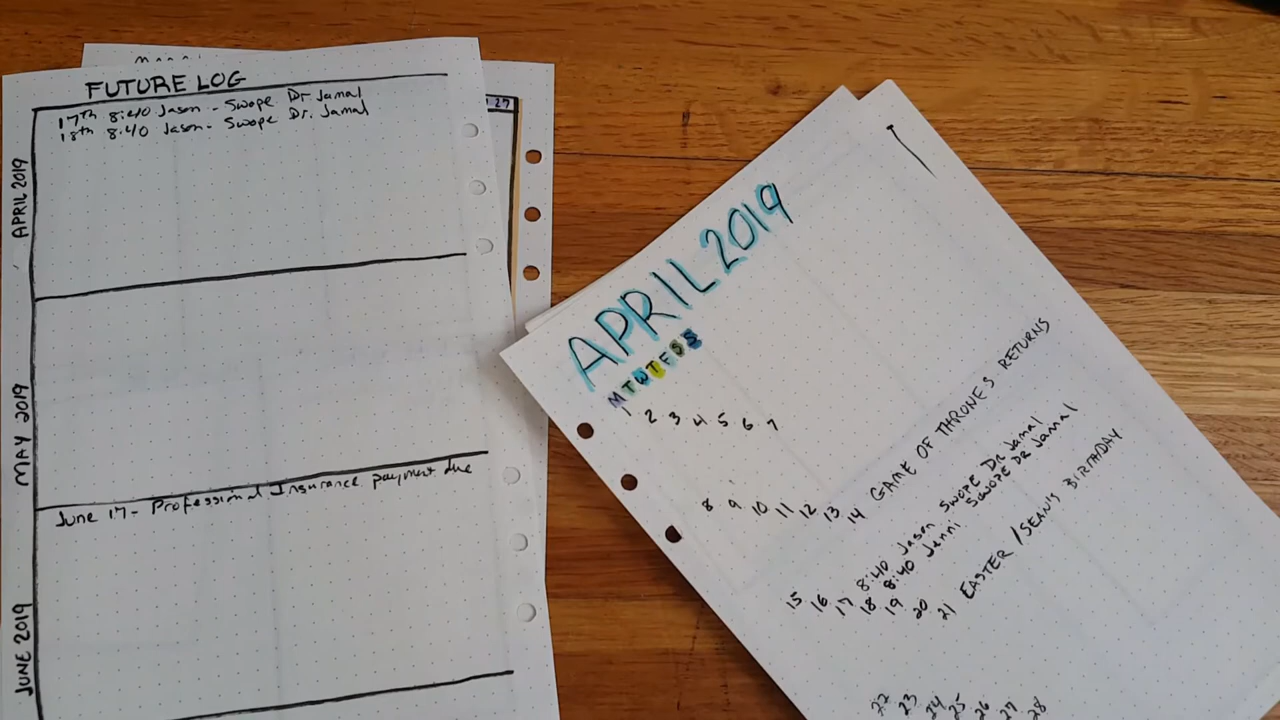 FUTURE LOG
27
APRIL 2019
17th 8:40 Jason - Swope Dr Jamal
18th 8:40 Jason - Swope Dr. Jamal
MAY 2019
JUNE 2019
June 17 - Professional Insurance payment due
APRIL 2019
M T W T F S S
1 2 3 4 5 6 7
8 9 10 11 12 13 14 GAME OF THRONES RETURNS
15
16
17 8:40 Jason SWOPE DR Jamal
18 8:40 Jenni SWOPE DR Jamal
19
20
21 EASTER / SEAN'S BIRTHDAY
22 23 24 25 26 27 28